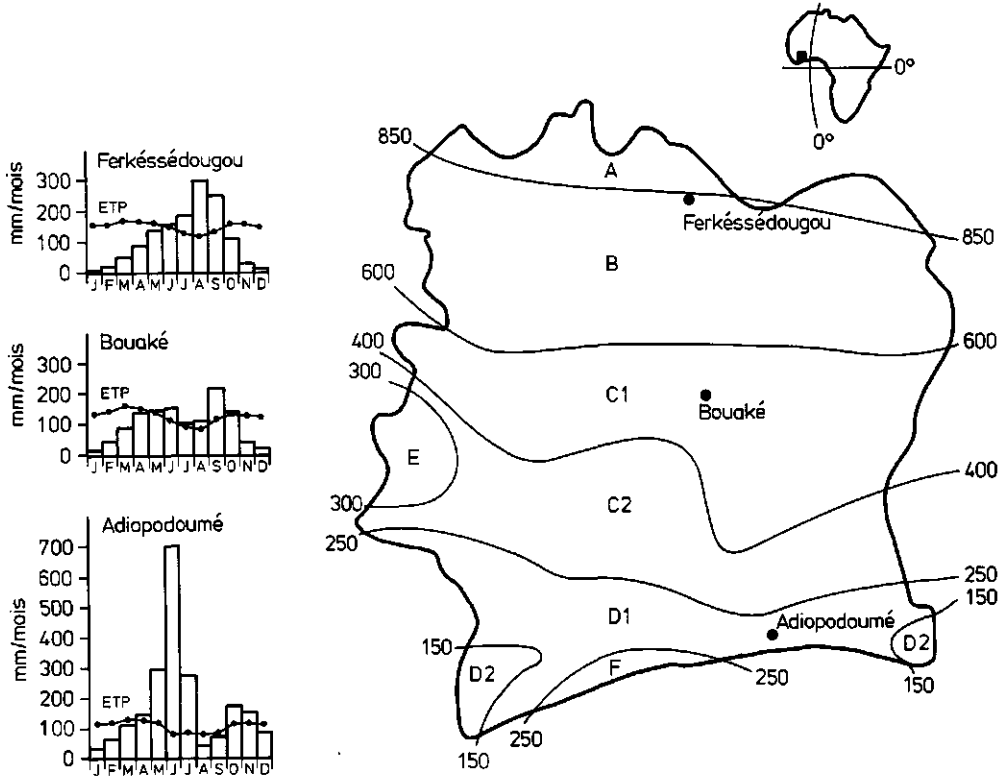 Ferkéssédougou
mm/mois
300
200
100
0
ETP
J F M A M J J A S O N D
Bouaké
mm/mois
300
200
100
0
ETP
J F M A M J J A S O N D
Adiopodoumé
mm/mois
700
600
500
400
300
200
100
0
ETP
J F M A M J J A S O N D
0°
0°
850
A
Ferkéssédougou
850
B
600
600
400
300
C1
Bouaké
E
400
300
C2
250
250
150
D1
Adiopodoumé
D2
150
D2
F
250
150
250
150